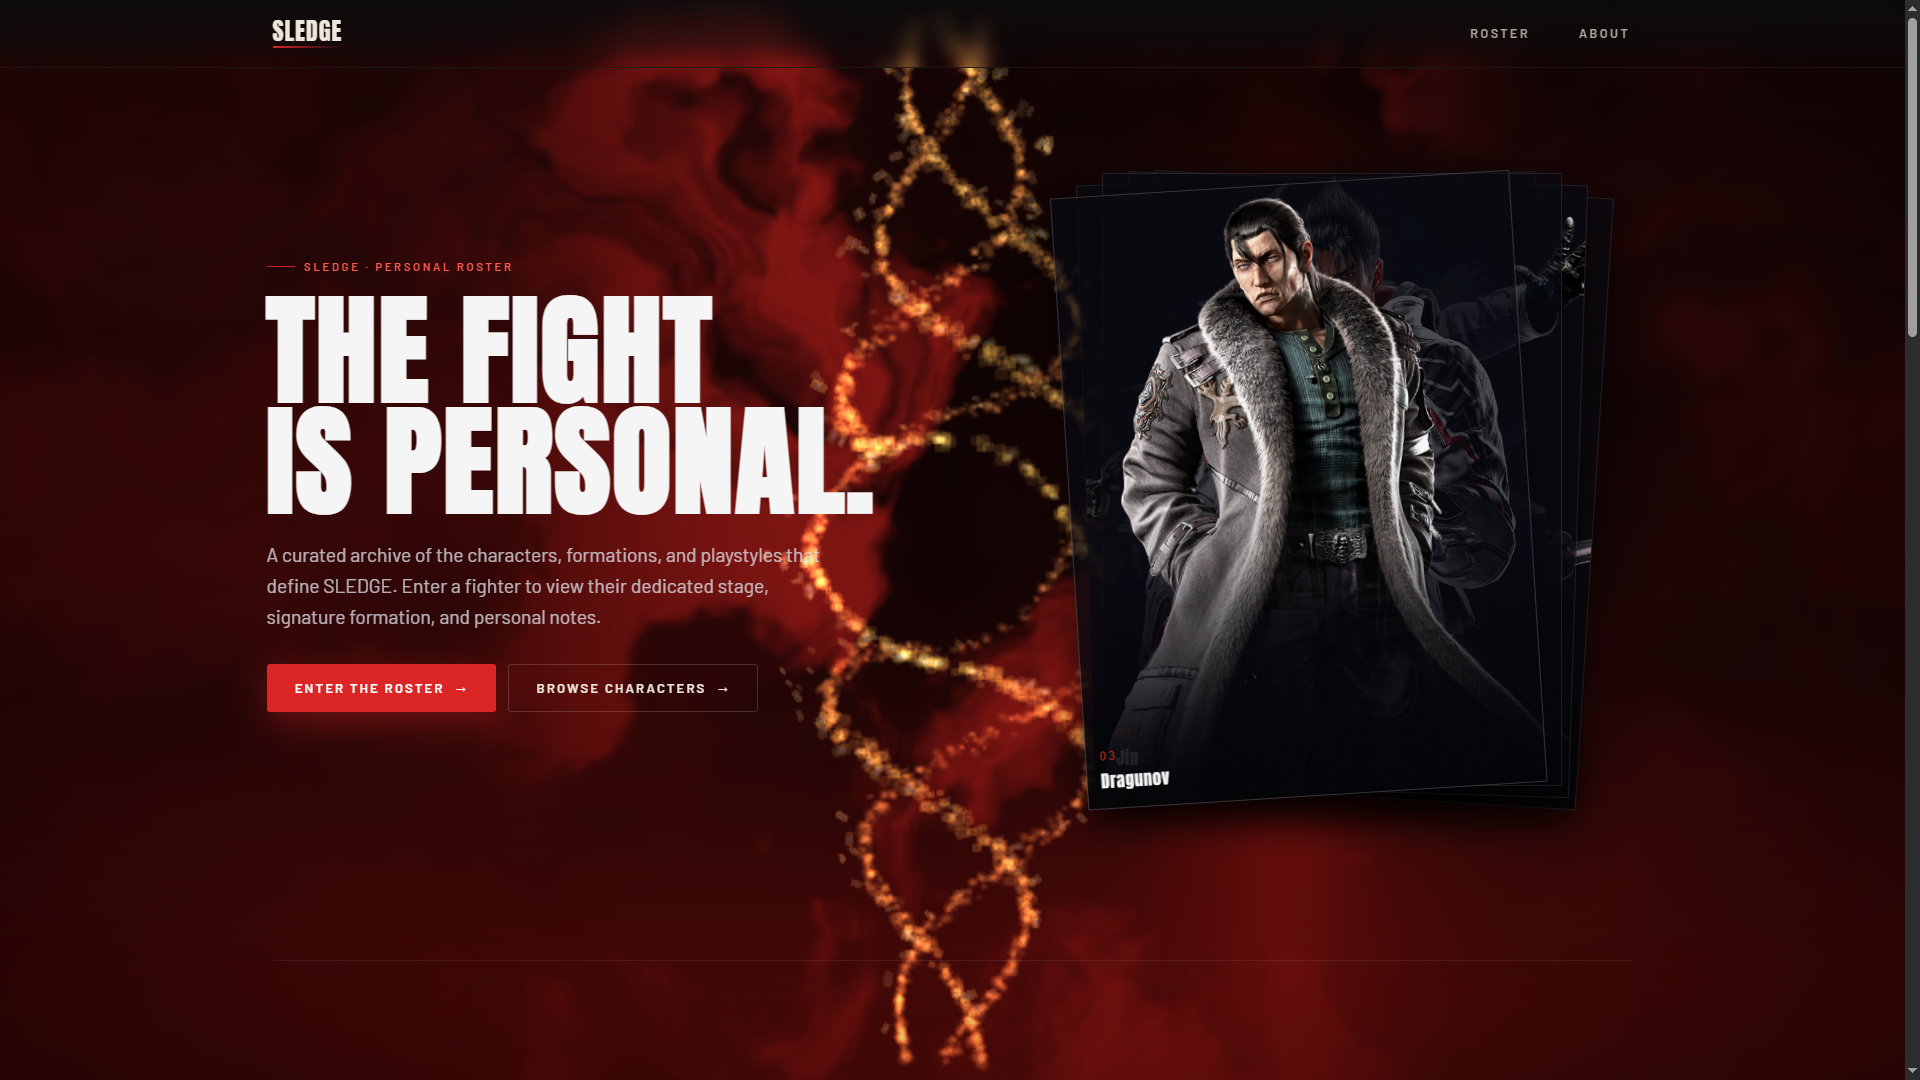 SLEDGE
ROSTER
ABOUT
SLEDGE · PERSONAL ROSTER
THE FIGHT
IS PERSONAL.
A curated archive of the characters, formations, and playstyles that
define SLEDGE. Enter a fighter to view their dedicated stage,
signature formation, and personal notes.
ENTER THE ROSTER →
BROWSE CHARACTERS →
03
Jin
Dragunov